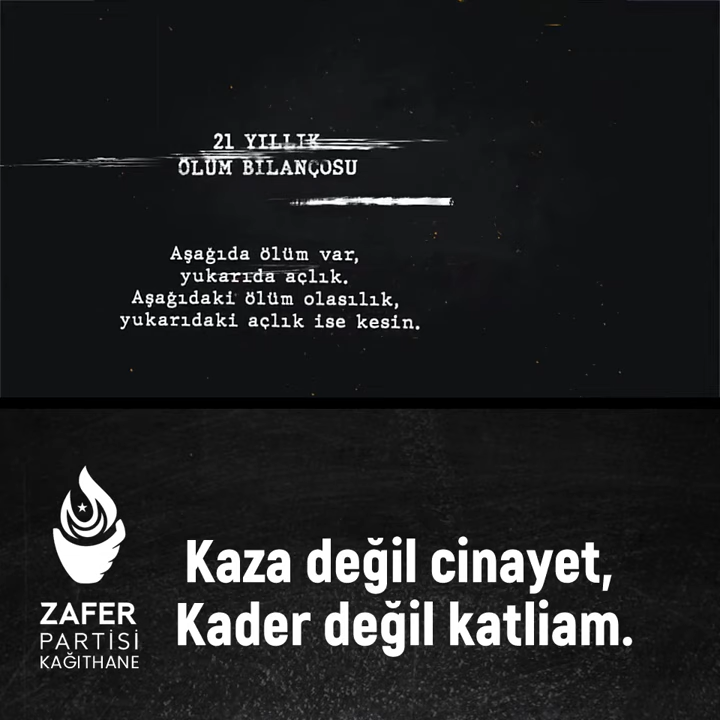 21 YILLIK
ÖLÜM BİLANÇOSU
Aşağıda ölüm var,
yukarıda açlık.
Aşağıdaki ölüm olasılık,
yukarıdaki açlık ise kesin.
Kaza değil cinayet,
Kader değil katliam.
ZAFER
PARTİSİ
KAĞITHANE